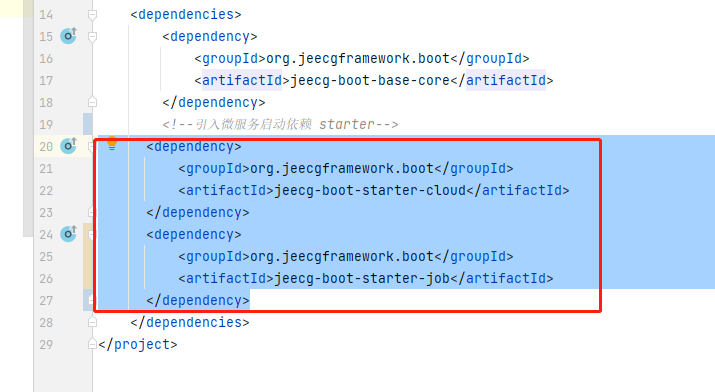 14 <dependencies>
15 <dependency>
16 <groupId>org.jeecgframework.boot</groupId>
17 <artifactId>jeecg-boot-base-core</artifactId>
18 </dependency>
19 <!--引入微服务启动依赖 starter-->
20 <dependency>
21 <groupId>org.jeecgframework.boot</groupId>
22 <artifactId>jeecg-boot-starter-cloud</artifactId>
23 </dependency>
24 <dependency>
25 <groupId>org.jeecgframework.boot</groupId>
26 <artifactId>jeecg-boot-starter-job</artifactId>
27 </dependency>
28 </dependencies>
29 </project>